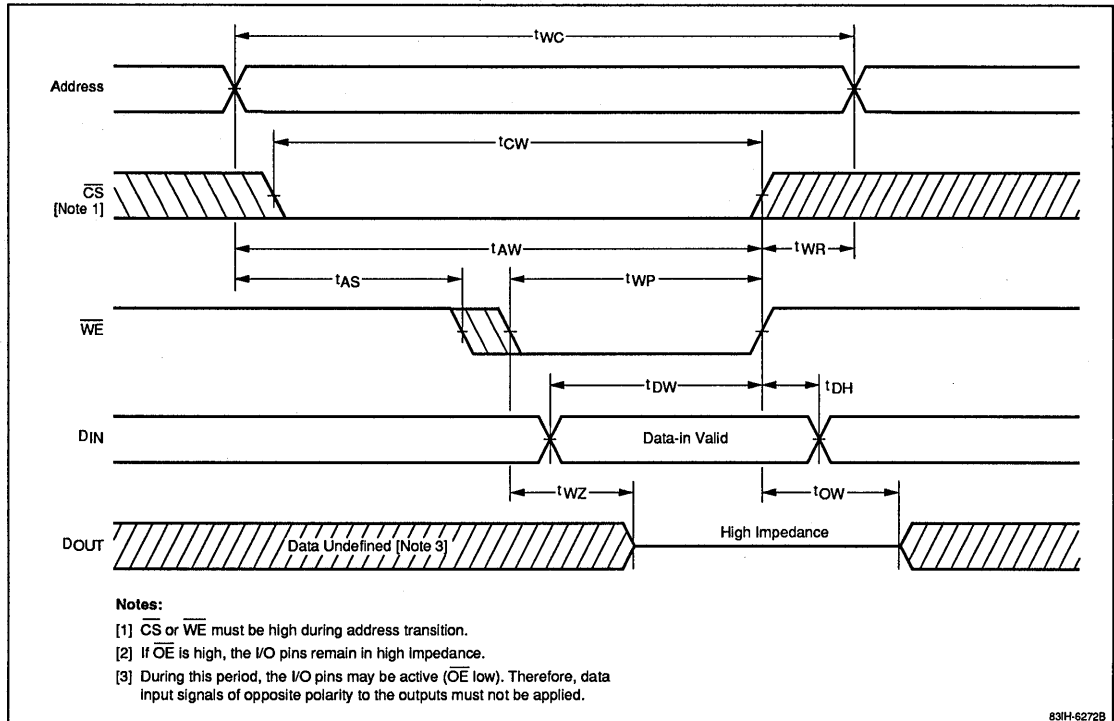 tWC
Address
tCW
CS
[Note 1]
tAW
tWR
tAS
tWP
WE
tDW
tDH
DIN
Data-in Valid
tWZ
tOW
DOUT
Data Undefined [Note 3]
High Impedance
Notes:
[1] CS or WE must be high during address transition.
[2] If OE is high, the I/O pins remain in high impedance.
[3] During this period, the I/O pins may be active (OE low). Therefore, data
input signals of opposite polarity to the outputs must not be applied.
83IH-6272B